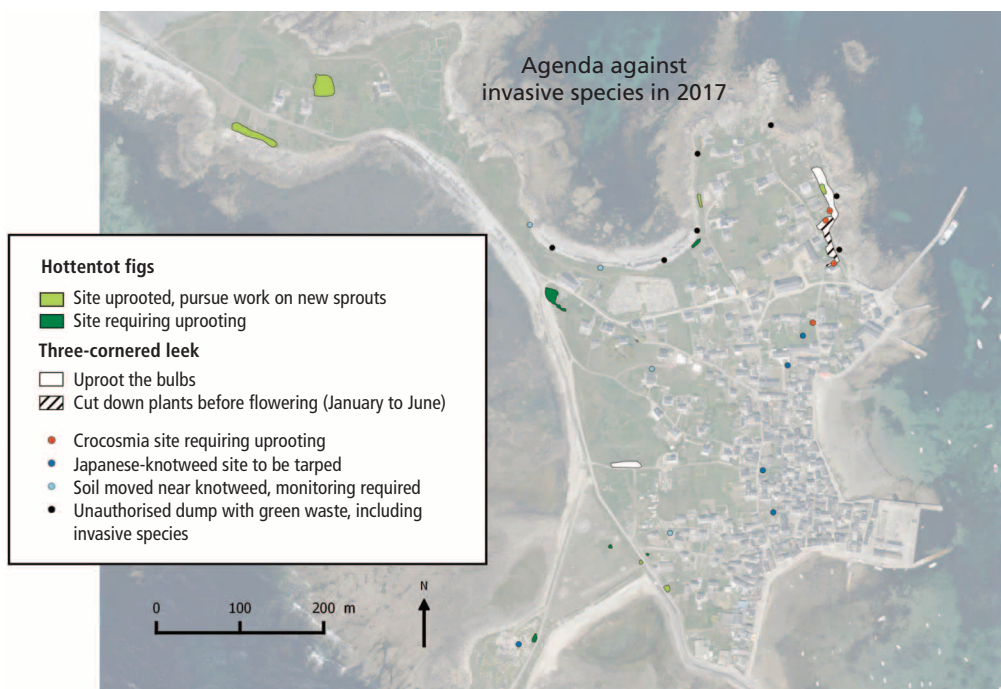 Agenda against
invasive species in 2017
Hottentot figs
Site uprooted, pursue work on new sprouts
Site requiring uprooting
Three-cornered leek
Uproot the bulbs
Cut down plants before flowering (January to June)
Crocosmia site requiring uprooting
Japanese-knotweed site to be tarped
Soil moved near knotweed, monitoring required
Unauthorised dump with green waste, including
invasive species
0 100 200 m
N